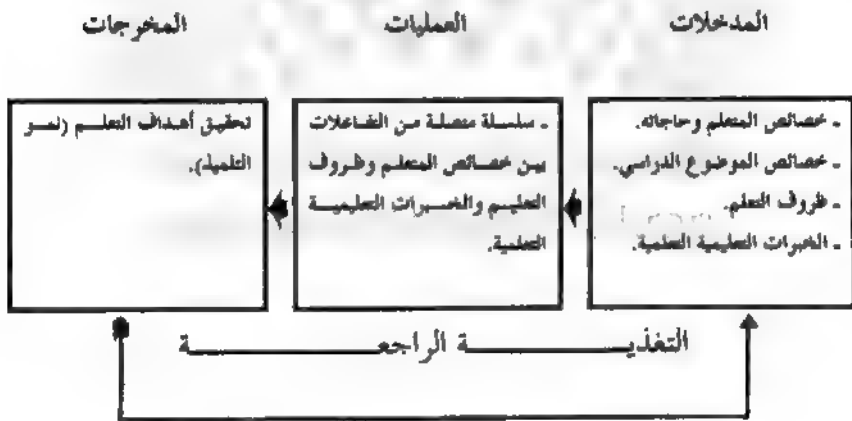 المدخلات
العمليات
المخرجات
ـ خصائص المتعلم وحاجاته.
ـ خصائص الموضوع الدراسي.
ـ ظروف التعلم.
ـ الخبرات التعليمية التعلمية.
ـ سلسلة متصلة من التفاعلات
بين خصائص المتعلم وظروف
التعليم والخبرات التعليمية
التعلمية.
تحقيق أهداف التعلم (نمو
التلميذ).
التغذيـــــــــة الراجعـــــــــة